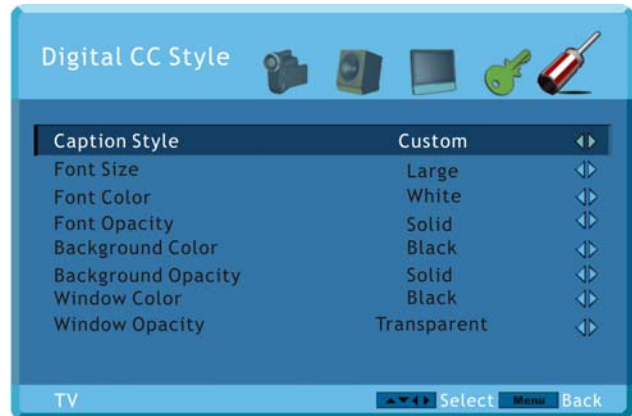 Digital CC Style
Caption Style Custom
Font Size Large
Font Color White
Font Opacity Solid
Background Color Black
Background Opacity Solid
Window Color Black
Window Opacity Transparent
TV Select Menu Back